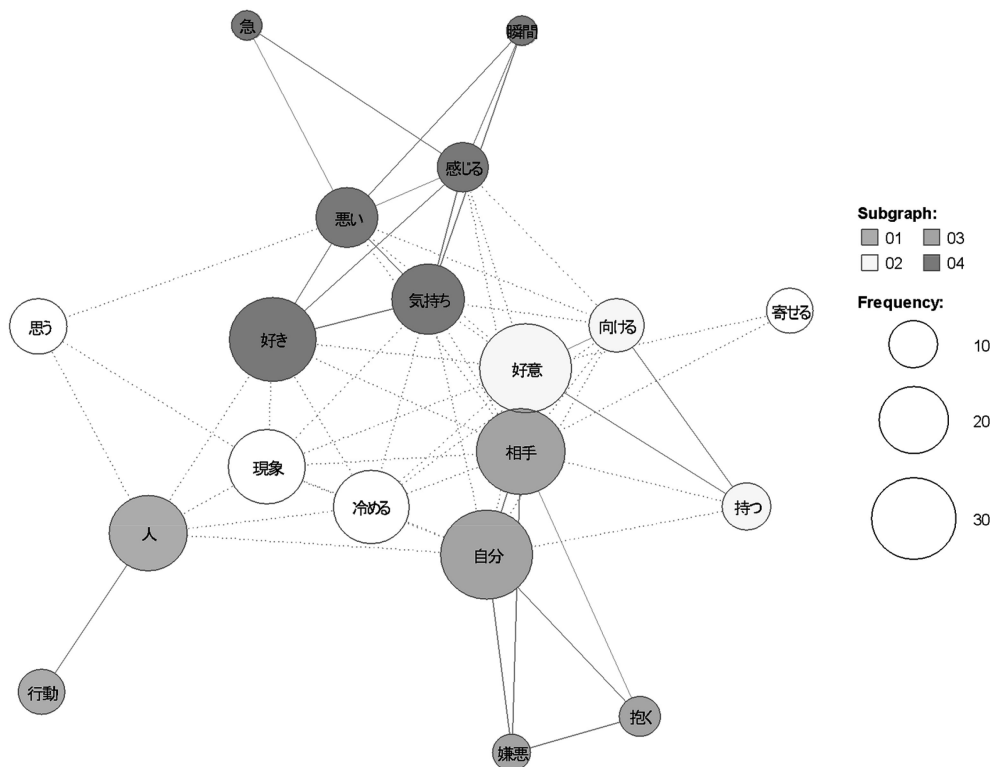 急
瞬間
感じる
悪い
気持ち
思う
好き
向ける
寄せる
好意
相手
現象
冷める
持つ
人
自分
行動
抱く
嫌悪
Subgraph:
01 03
02 04
Frequency:
10
20
30